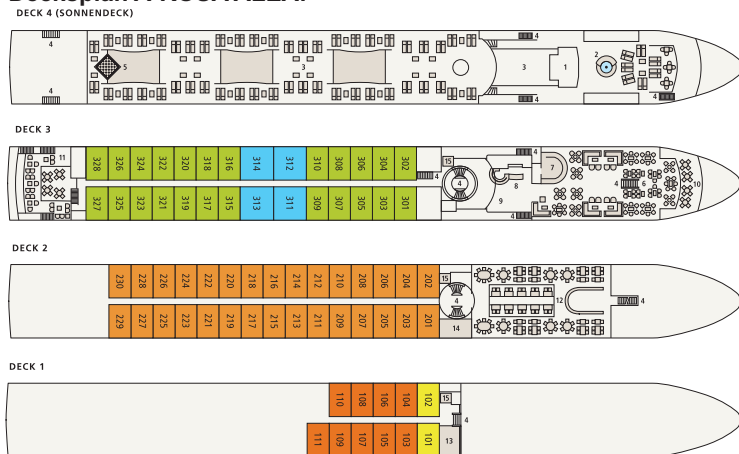 DECK 4 (SONNENDECK)
4 4 2
5 3 3 1
4 4 4
DECK 3
11 328 326 324 322 320 318 316 314 312 310 308 306 304 302 15 4 7
4 4 8 4 6 10
9
327 325 323 321 319 317 315 313 311 309 307 305 303 301 4
DECK 2
230 228 226 224 222 220 218 216 214 212 210 208 206 204 202 15
4 12 4
229 227 225 223 221 219 217 215 213 211 209 207 205 203 201 14
DECK 1
110 108 106 104 102 15
4
111 109 107 105 103 101 13